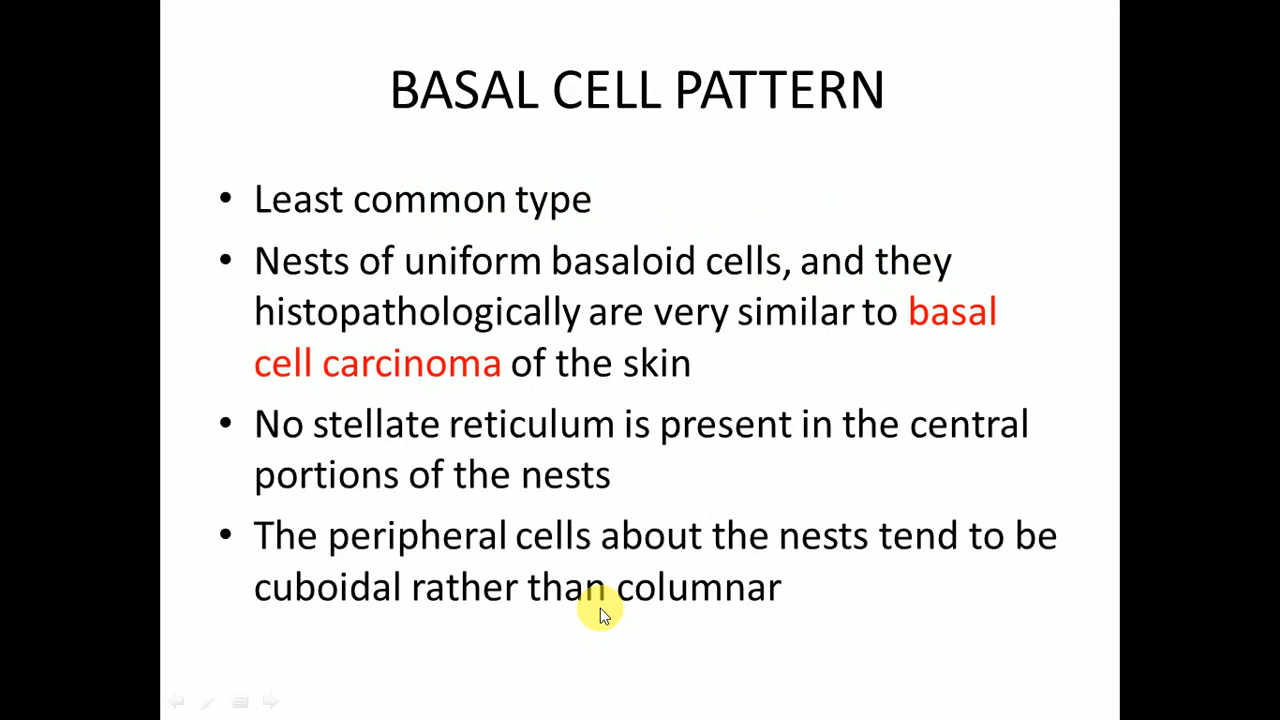 BASAL CELL PATTERN
• Least common type
• Nests of uniform basaloid cells, and they
histopathologically are very similar to basal
cell carcinoma of the skin
• No stellate reticulum is present in the central
portions of the nests
• The peripheral cells about the nests tend to be
cuboidal rather than columnar